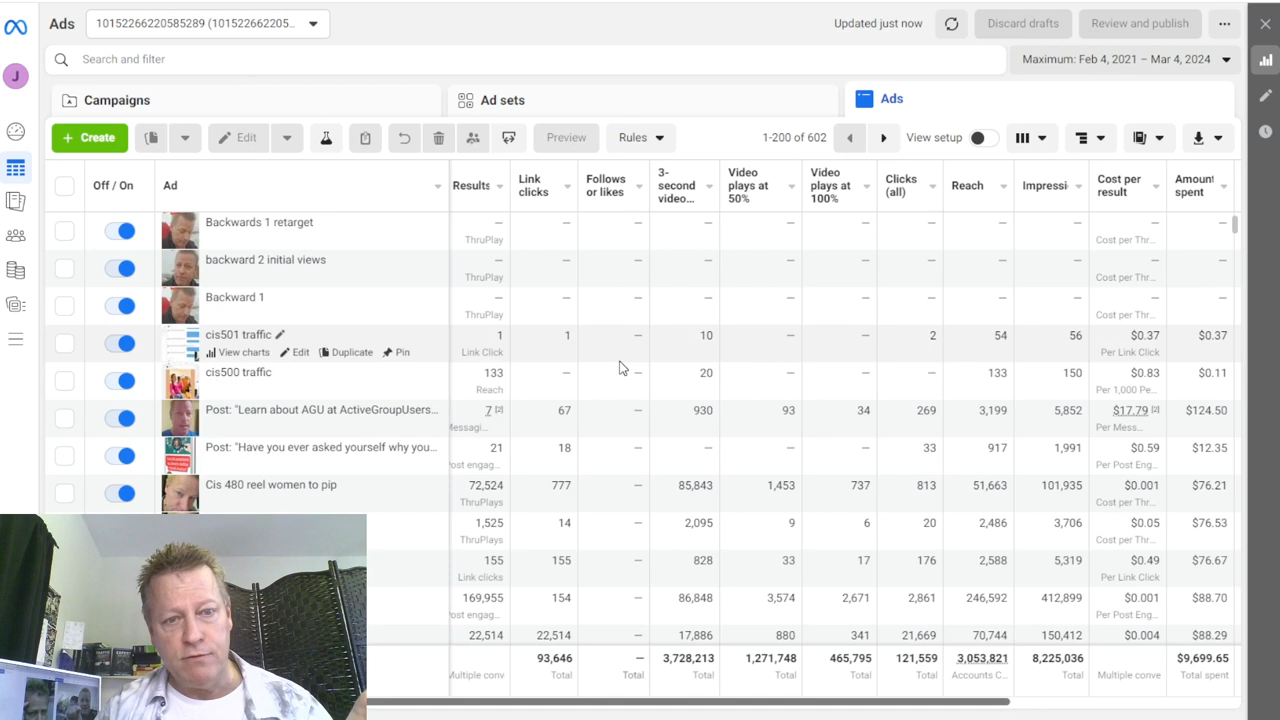 Ads 10152266220585289 (101522662205... Updated just now Discard drafts Review and publish
Search and filter Maximum: Feb 4, 2021 – Mar 4, 2024
Campaigns Ad sets Ads
+ Create Edit Preview Rules 1-200 of 602 View setup
Off / On Ad Results Link clicks Follows or likes 3-second video... Video plays at 50% Video plays at 100% Clicks (all) Reach Impressi Cost per result Amount spent
J
Backwards 1 retarget — — — — — — — — — — —
ThruPlay Cost per Thr...
backward 2 initial views — — — — — — — — — — —
ThruPlay Cost per Thr...
Backward 1 — — — — — — — — — — —
ThruPlay Cost per Thr...
cis501 traffic 1 1 — 10 — — 2 54 56 $0.37 $0.37
View charts Edit Duplicate Pin Link Click Per Link Click
cis500 traffic 133 — — 20 — — — 133 150 $0.83 $0.11
Reach Per 1,000 Pe...
Post: "Learn about AGU at ActiveGroupUsers... 7 [2] 67 — 930 93 34 269 3,199 5,852 $17.79 [2] $124.50
Messagi... Per Mess...
Post: "Have you ever asked yourself why you... 21 18 — — — — 33 917 1,991 $0.59 $12.35
Post engag... Per Post Eng...
Cis 480 reel women to pip 72,524 777 — 85,843 1,453 737 813 51,663 101,935 $0.001 $76.21
ThruPlays Cost per Thr...
1,525 14 — 2,095 9 6 20 2,486 3,706 $0.05 $76.53
ThruPlays Cost per Thr...
155 155 — 828 33 17 176 2,588 5,319 $0.49 $76.67
Link clicks Per Link Click
169,955 154 — 86,848 3,574 2,671 2,861 246,592 412,899 $0.001 $88.70
Post engag... Per Post Eng...
22,514 22,514 — 17,886 880 341 21,669 70,744 150,412 $0.004 $88.29
93,646 — 3,728,213 1,271,748 465,795 121,559 3,053,821 8,225,036 $9,699.65
Multiple conv Total Total Total Total Total Total Accounts C... Total Multiple conve Total spent